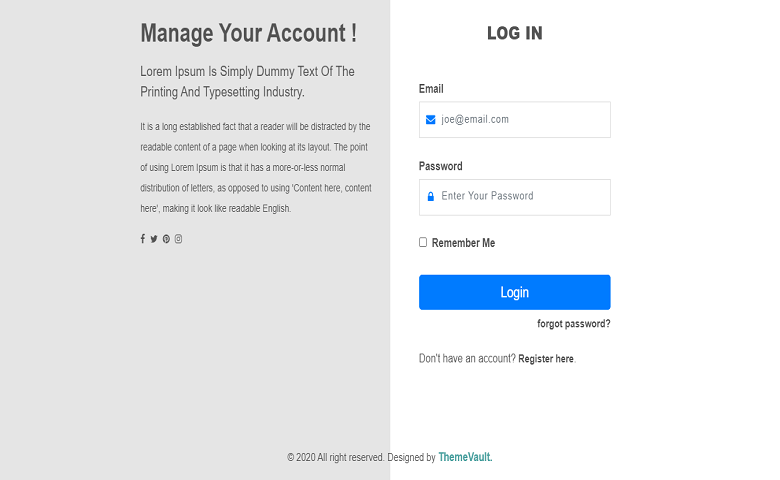 Manage Your Account !
Lorem Ipsum Is Simply Dummy Text Of The
Printing And Typesetting Industry.
It is a long established fact that a reader will be distracted by the
readable content of a page when looking at its layout. The point
of using Lorem Ipsum is that it has a more-or-less normal
distribution of letters, as opposed to using 'Content here, content
here', making it look like readable English.
LOG IN
Email
joe@email.com
Password
Enter Your Password
Remember Me
Login
forgot password?
Don't have an account? Register here.
© 2020 All right reserved. Designed by ThemeVault.